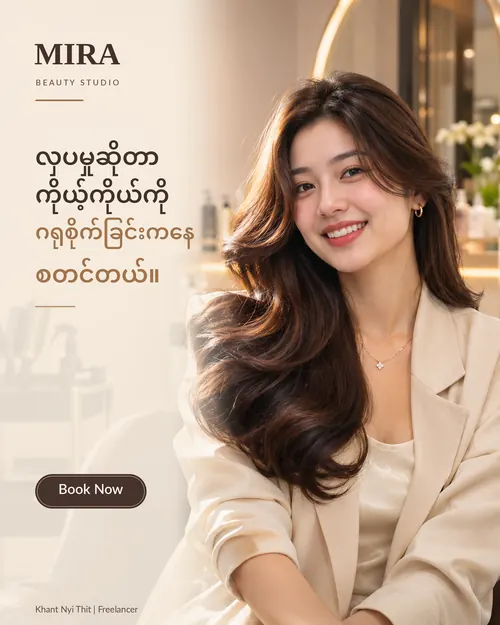 MIRA
BEAUTY STUDIO
လှပမှုဆိုတာ
ကိုယ့်ကိုယ်ကို
ဂရုစိုက်ခြင်းကနေ
စတင်တယ်။
Book Now
Khant Nyi Thit | Freelancer